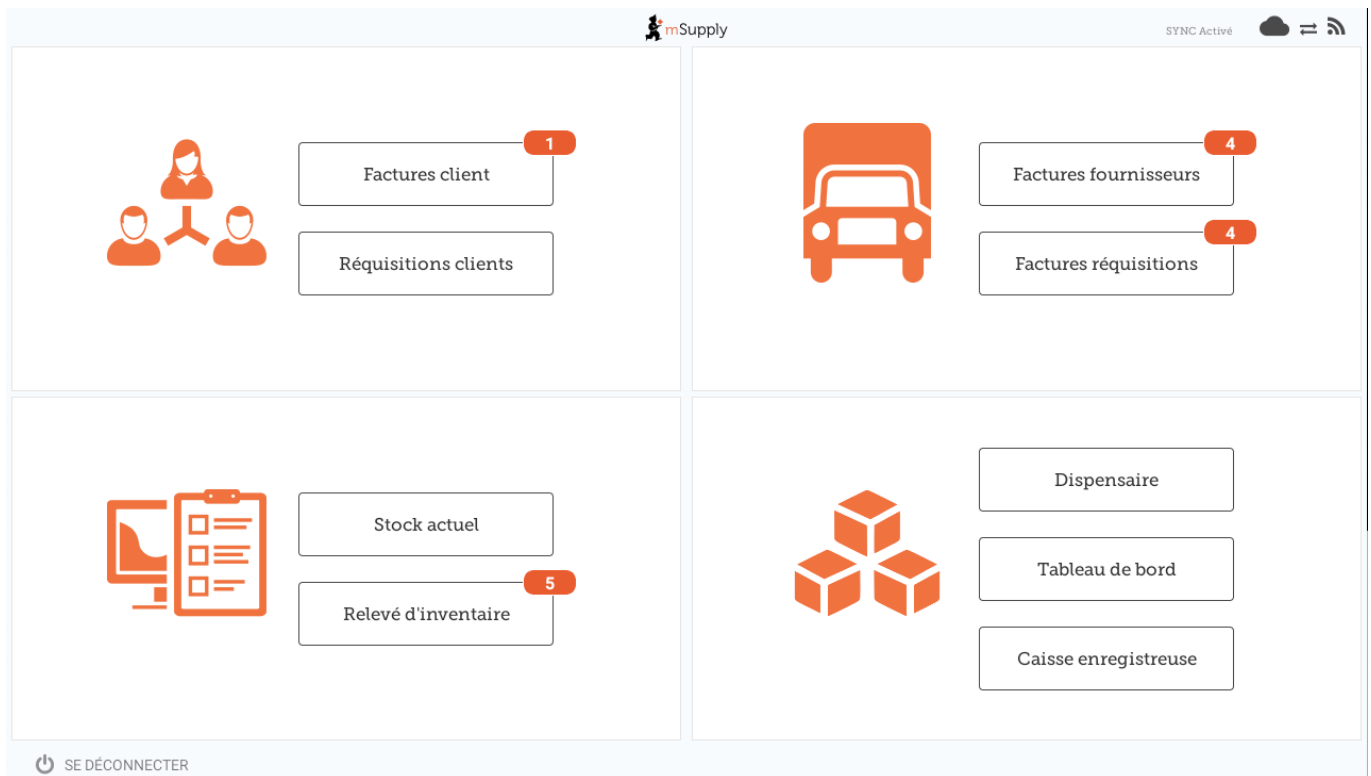 mSupply
SYNC Activé
1
Factures client
Réquisitions clients
4
Factures fournisseurs
4
Factures réquisitions
Stock actuel
5
Relevé d'inventaire
Dispensaire
Tableau de bord
Caisse enregistreuse
SE DÉCONNECTER